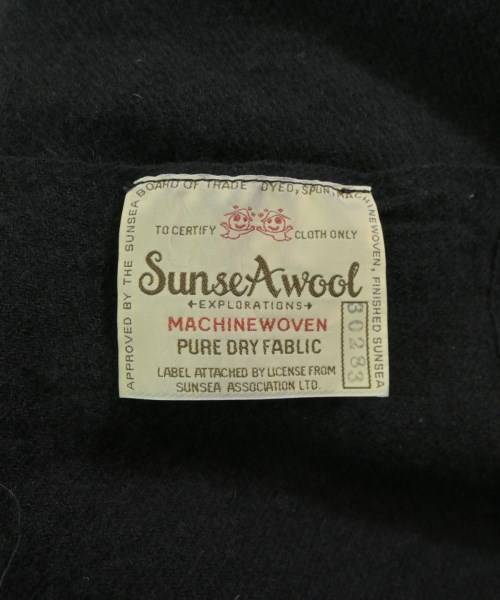 APPROVED BY THE SUNSEA BOARD OF TRADE DYED, SPUN, MACHINEWOVEN, FINISHED SUNSEA
TO CERTIFY CLOTH ONLY
SunseAwool
EXPLORATIONS
MACHINEWOVEN
PURE DRY FABLIC
LABEL ATTACHED BY LICENSE FROM
SUNSEA ASSOCIATION LTD.
30283